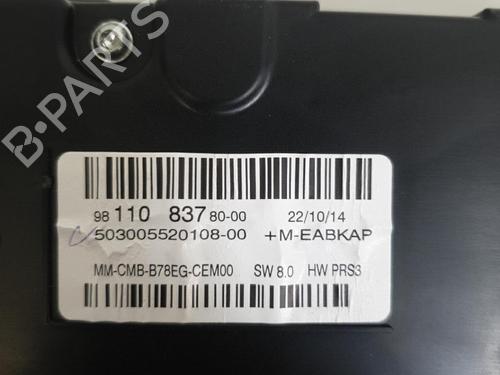 B-PARTS
98 110 837 80-00 22/10/14
503005520108-00 +M-EABKAP
MM-CMB-B78EG-CEM00 SW 8.0 HW PRS3